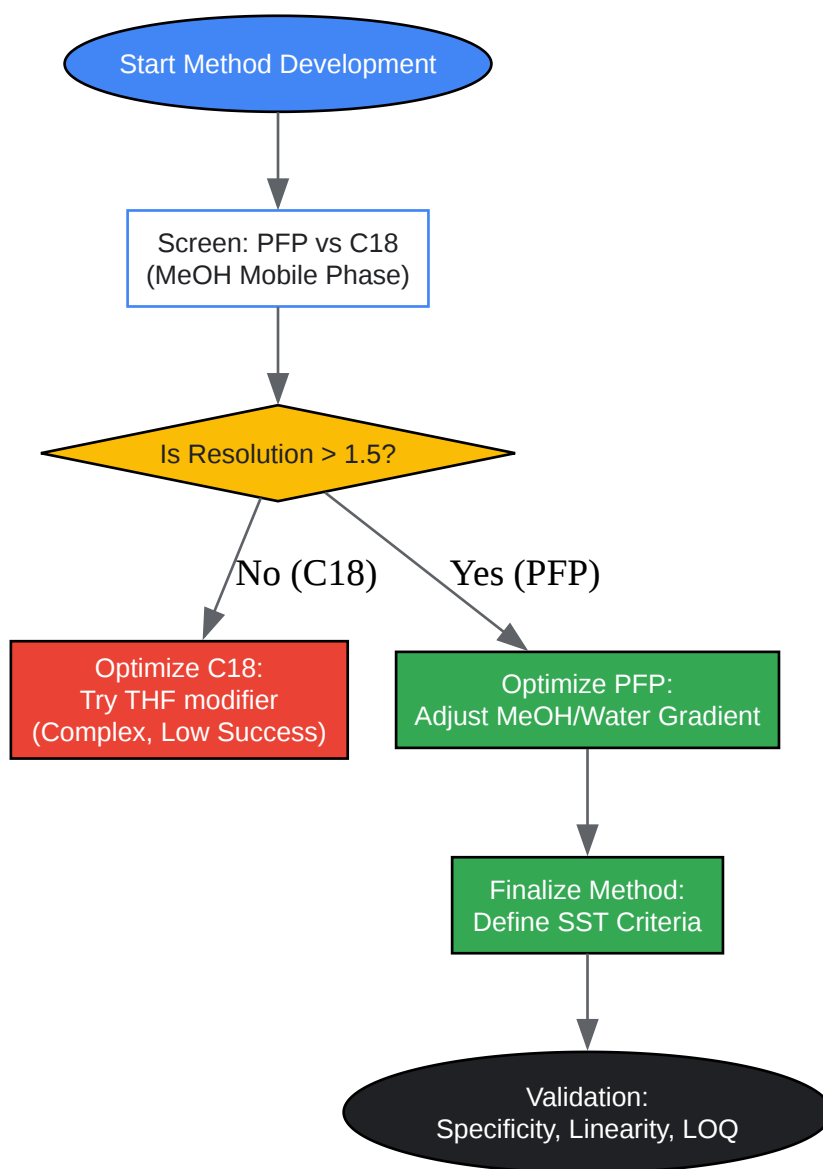 Start Method Development
Screen: PFP vs C18
(MeOH Mobile Phase)
Is Resolution > 1.5?
No (C18)
Yes (PFP)
Optimize C18:
Try THF modifier
(Complex, Low Success)
Optimize PFP:
Adjust MeOH/Water Gradient
Finalize Method:
Define SST Criteria
Validation:
Specificity, Linearity, LOQ